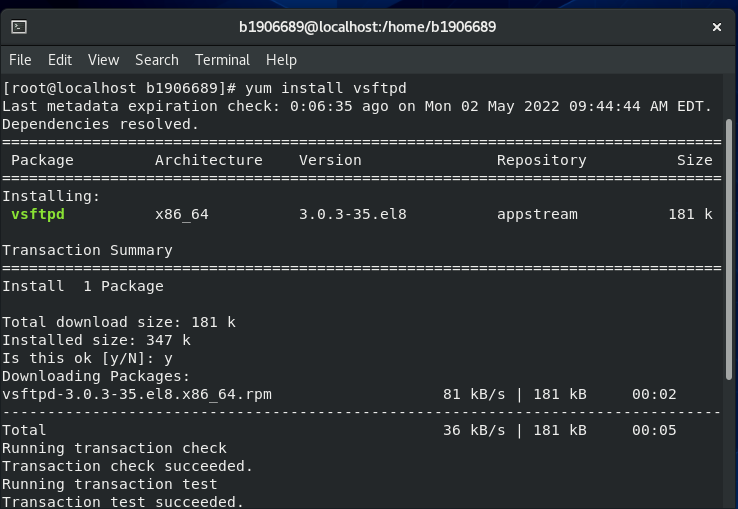 b1906689@localhost:/home/b1906689
File Edit View Search Terminal Help
[root@localhost b1906689]# yum install vsftpd
Last metadata expiration check: 0:06:35 ago on Mon 02 May 2022 09:44:44 AM EDT.
Dependencies resolved.
================================================================================
Package Architecture Version Repository Size
================================================================================
Installing:
vsftpd x86_64 3.0.3-35.el8 appstream 181 k
Transaction Summary
================================================================================
Install 1 Package
Total download size: 181 k
Installed size: 347 k
Is this ok [y/N]: y
Downloading Packages:
vsftpd-3.0.3-35.el8.x86_64.rpm 81 kB/s | 181 kB 00:02
--------------------------------------------------------------------------------
Total 36 kB/s | 181 kB 00:05
Running transaction check
Transaction check succeeded.
Running transaction test
Transaction test succeeded.